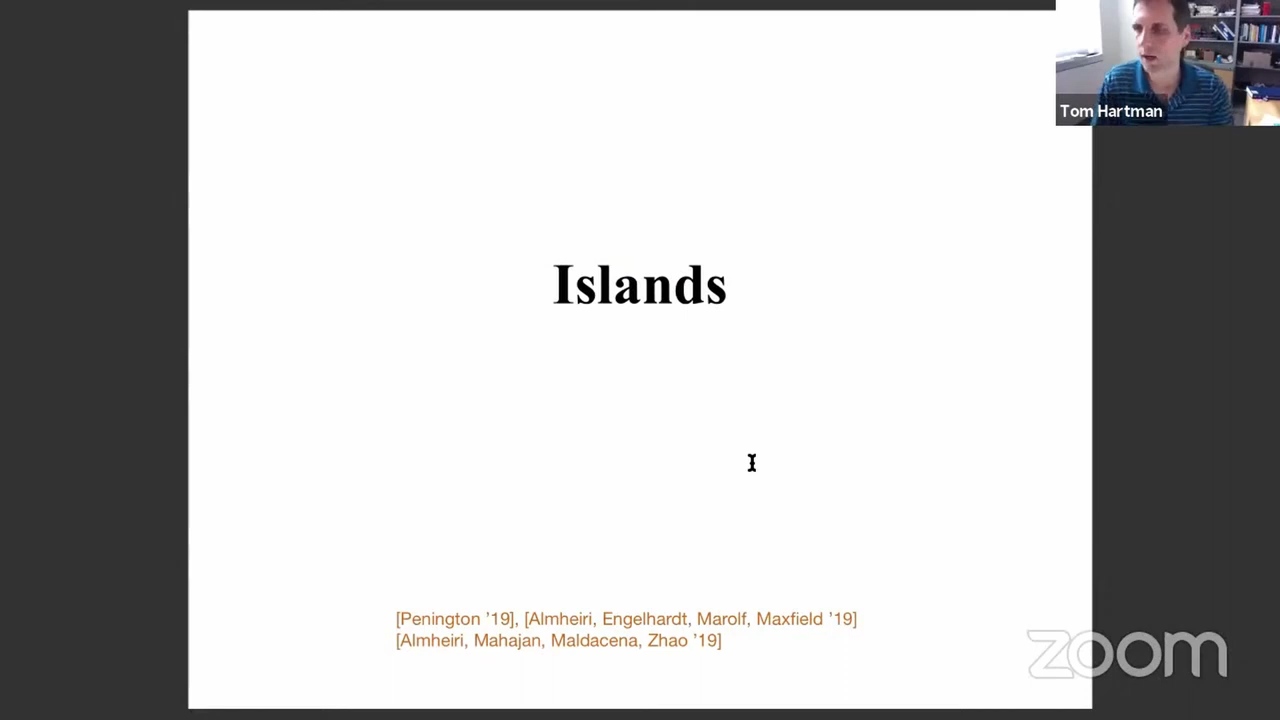 Tom Hartman
Islands
[Penington ’19], [Almheiri, Engelhardt, Marolf, Maxfield ’19]
[Almheiri, Mahajan, Maldacena, Zhao ’19]
zoom